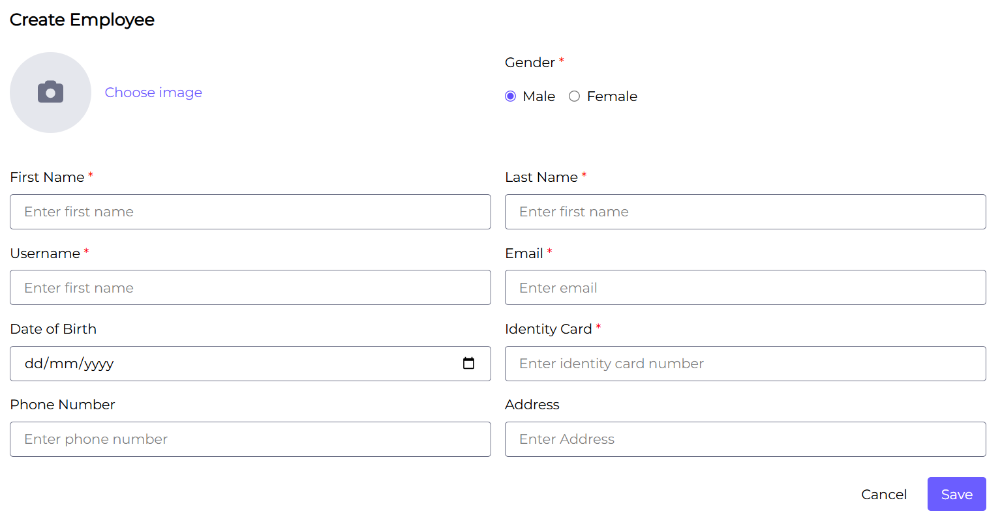 Create Employee
Choose image
Gender *
Male Female
First Name *
Enter first name
Last Name *
Enter first name
Username *
Enter first name
Email *
Enter email
Date of Birth
dd/mm/yyyy
Identity Card *
Enter identity card number
Phone Number
Enter phone number
Address
Enter Address
Cancel Save